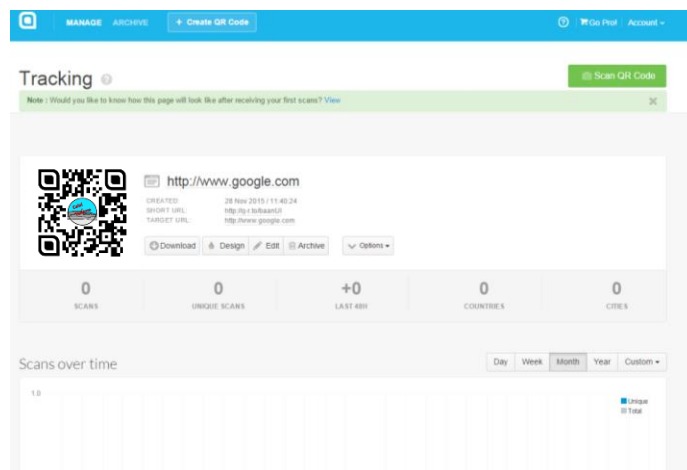 MANAGE ARCHIVE + Create QR Code Go Pro! Account
Tracking Scan QR Code
Note : Would you like to know how this page will look like after receiving your first scans? View
http://www.google.com
CREATED: 28 Nov 2015 / 11:40:24
SHORT URL:
TARGET URL: http://www.google.com
Download Design Edit Archive Options
0 0 +0 0 0
SCANS UNIQUE SCANS LAST 48H COUNTRIES CITIES
Scans over time Day Week Month Year Custom
1.0
Unique
Total